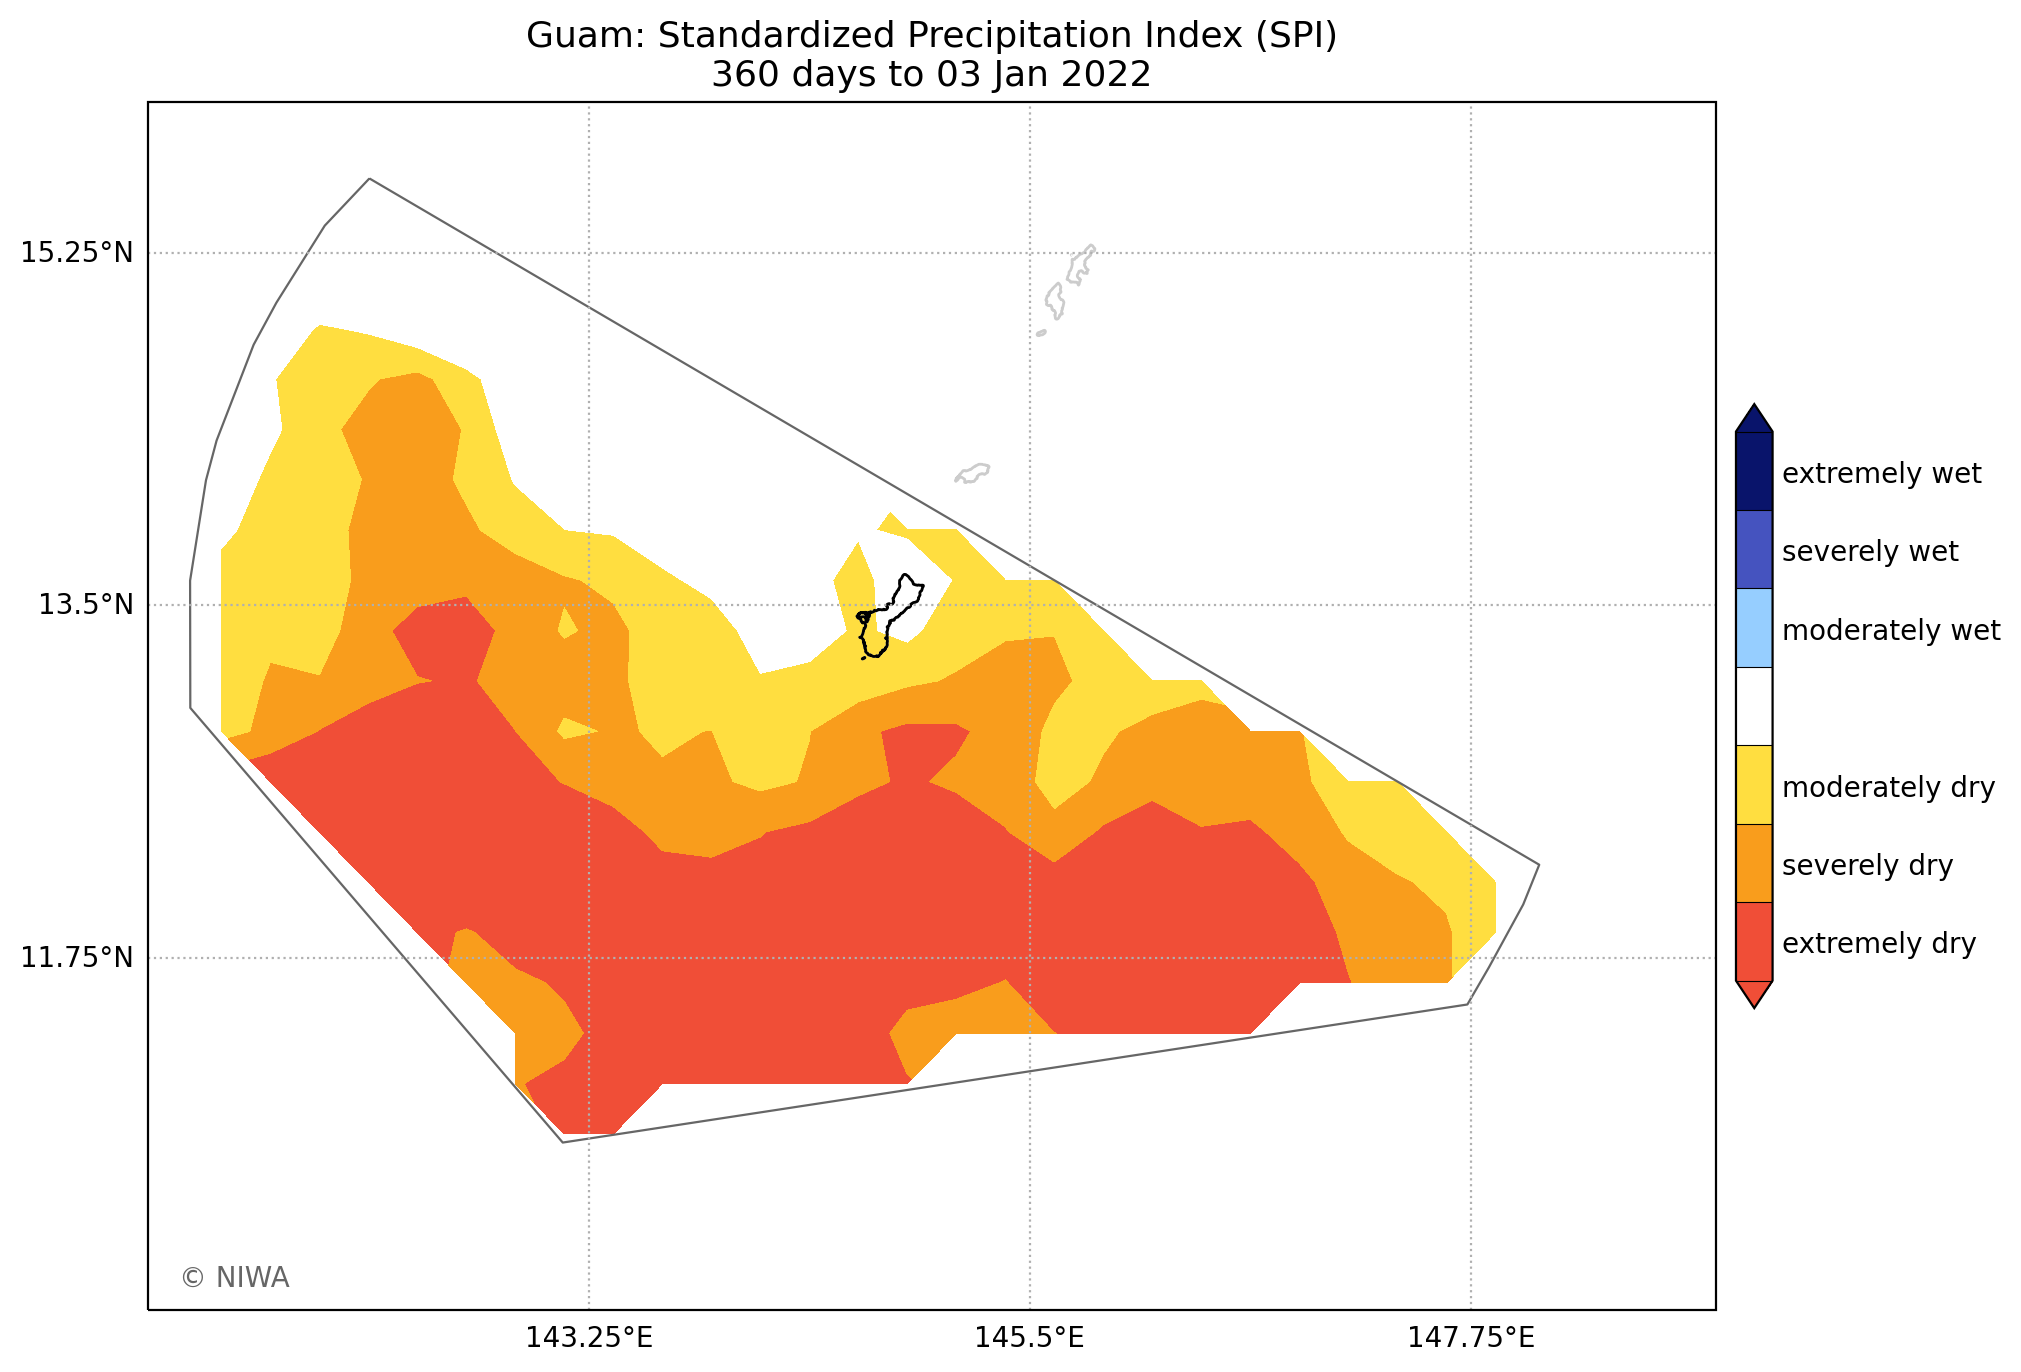 Guam: Standardized Precipitation Index (SPI)
360 days to 03 Jan 2022
15.25°N
13.5°N
11.75°N
143.25°E
145.5°E
147.75°E
extremely wet
severely wet
moderately wet
moderately dry
severely dry
extremely dry
© NIWA